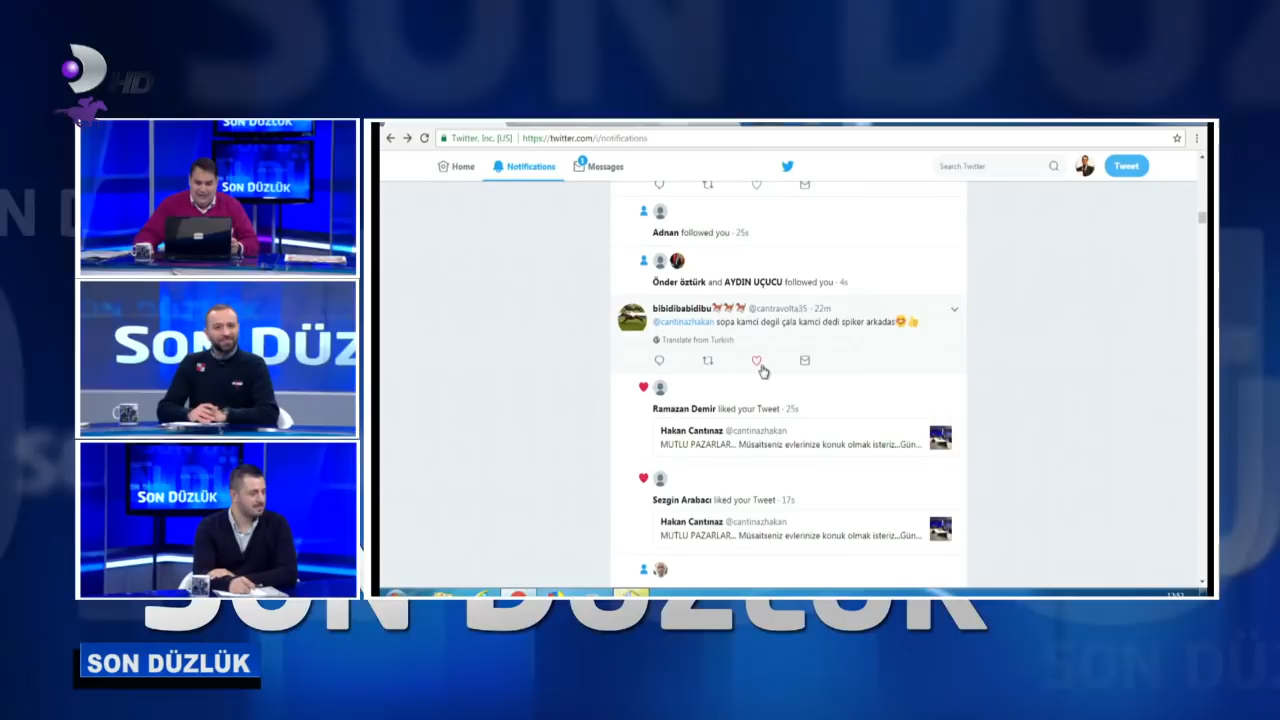 HD
SON DÜZLÜK
SON DÜZLÜK
SON DÜZ
SON DÜZLÜK
Twitter, Inc. [US] https://twitter.com/i/notifications
Home Notifications 1 Messages Search Twitter Tweet
Adnan followed you · 25s
Önder öztürk and AYDIN UÇUCU followed you · 4s
bibidibabidibu @cantravolta35 · 22m
@cantinazhakan sopa kamci degil çala kamci dedi spiker arkadas
Translate from Turkish
Ramazan Demir liked your Tweet · 25s
Hakan Cantınaz @cantinazhakan
MUTLU PAZARLAR... Müsaitseniz evlerinize konuk olmak isteriz...Gün...
Sezgin Arabacı liked your Tweet · 17s
Hakan Cantınaz @cantinazhakan
MUTLU PAZARLAR... Müsaitseniz evlerinize konuk olmak isteriz...Gün...
SON DÜZLÜK
SON DÜZLÜK